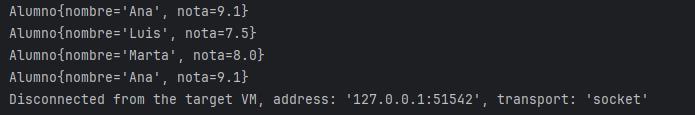 Alumno{nombre='Ana', nota=9.1}
Alumno{nombre='Luis', nota=7.5}
Alumno{nombre='Marta', nota=8.0}
Alumno{nombre='Ana', nota=9.1}
Disconnected from the target VM, address: '127.0.0.1:51542', transport: 'socket'